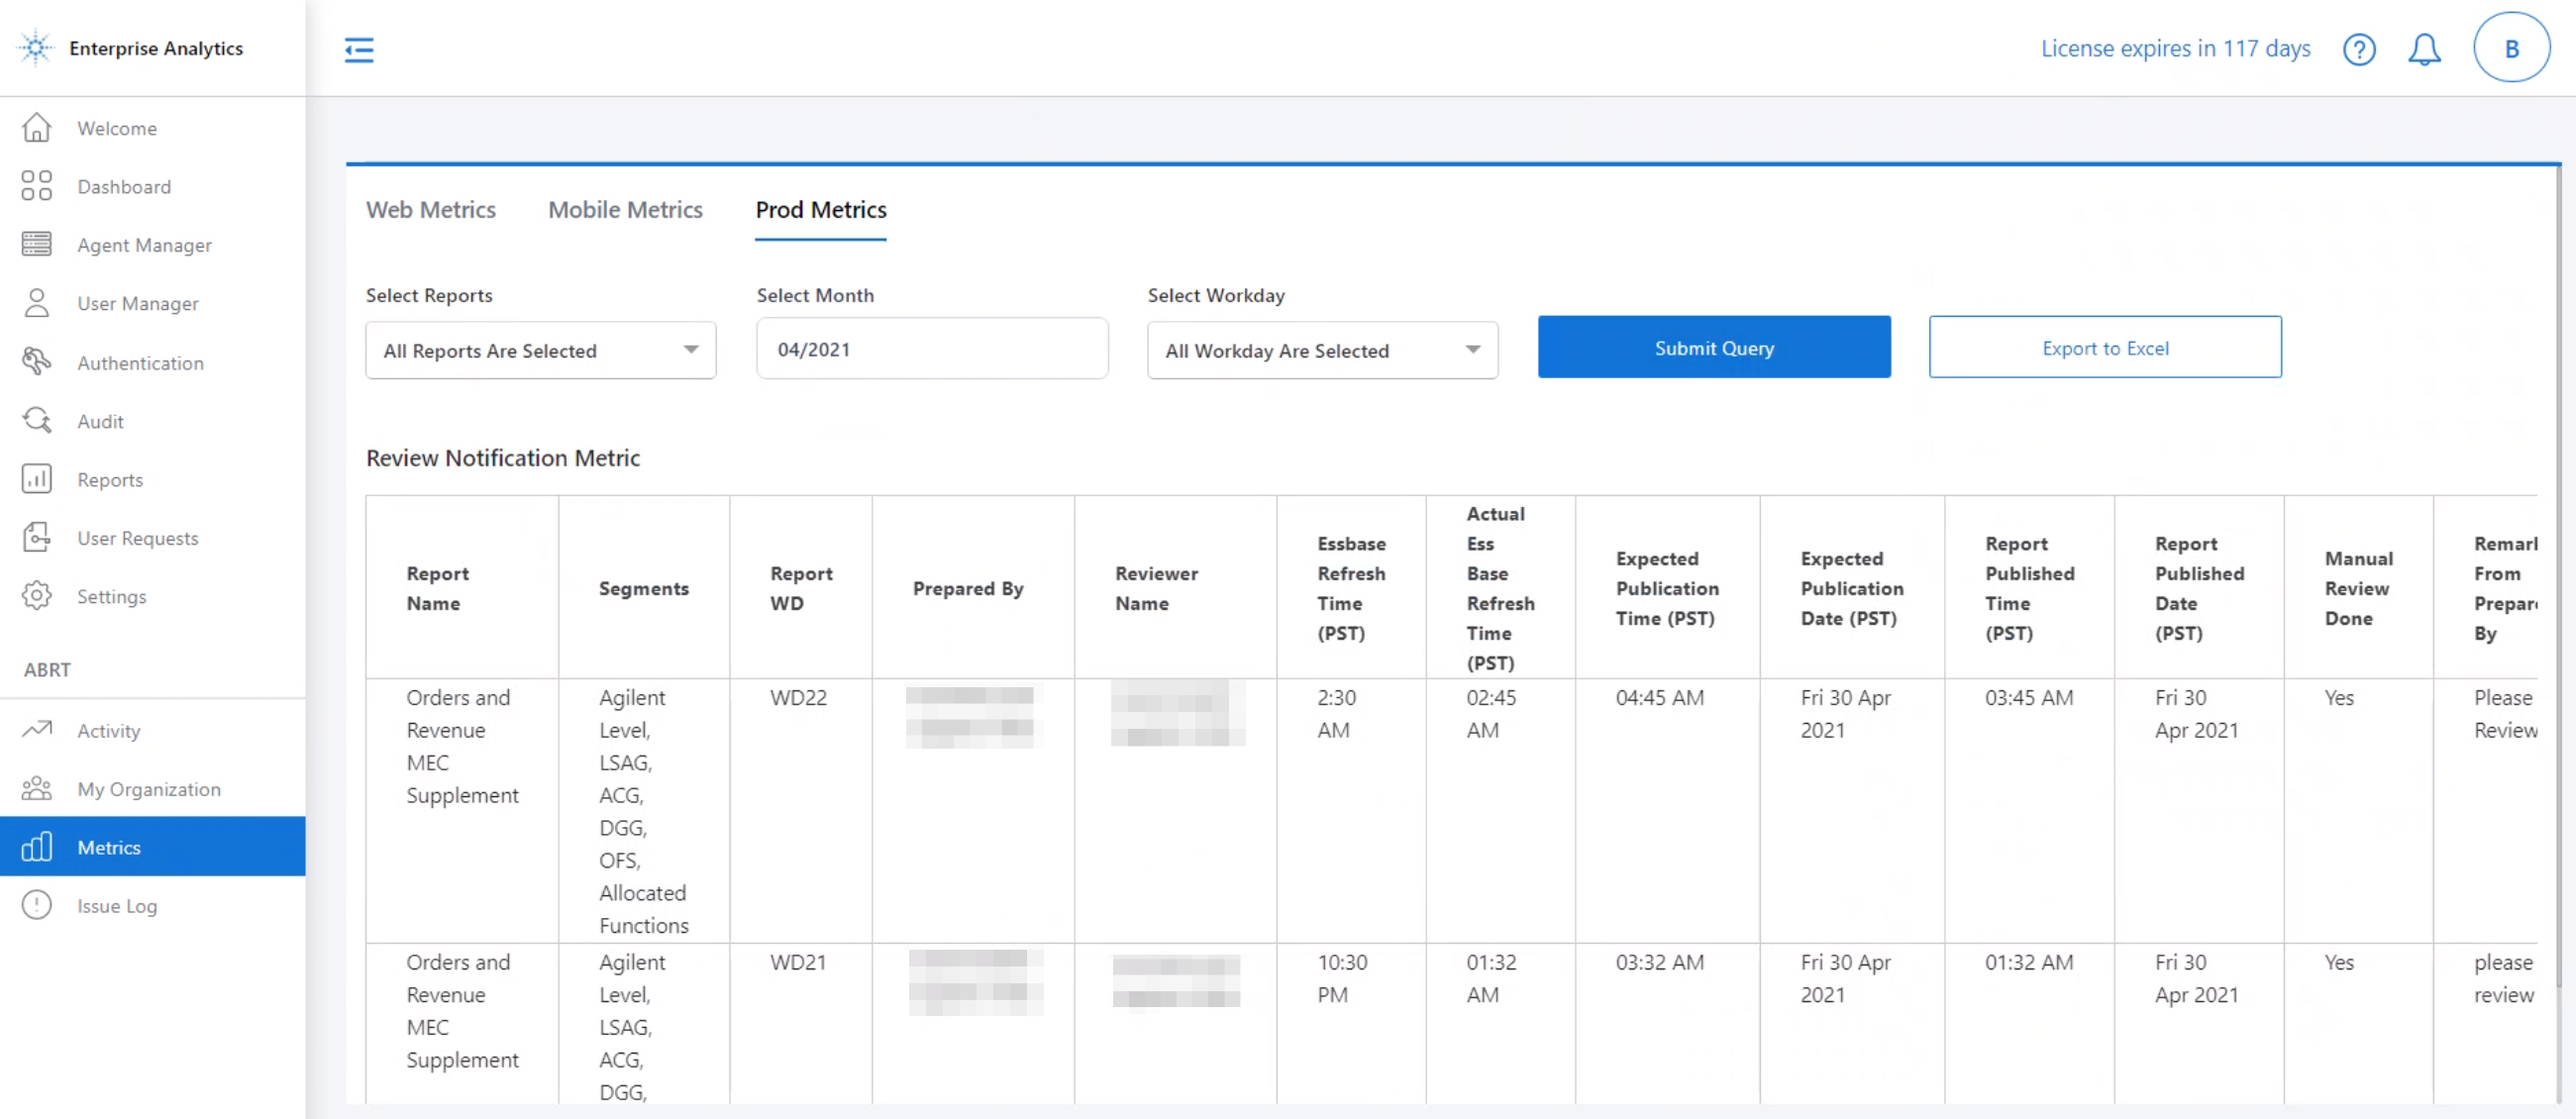 Enterprise Analytics
License expires in 117 days
B
Welcome
Dashboard
Agent Manager
User Manager
Authentication
Audit
Reports
User Requests
Settings
ABRT
Activity
My Organization
Metrics
Issue Log
Web Metrics
Mobile Metrics
Prod Metrics
Select Reports
Select Month
Select Workday
All Reports Are Selected
04/2021
All Workday Are Selected
Submit Query
Export to Excel
Review Notification Metric
Report
Name
Segments
Report
WD
Prepared By
Reviewer
Name
Essbase
Refresh
Time
(PST)
Actual
Ess
Base
Refresh
Time
(PST)
Expected
Publication
Time (PST)
Expected
Publication
Date (PST)
Report
Published
Time
(PST)
Report
Published
Date
(PST)
Manual
Review
Done
From
By
Orders and
Revenue
MEC
Supplement
Agilent
Level,
LSAG,
ACG,
DGG,
OFS,
Allocated
Functions
WD22
2:30
AM
02:45
AM
04:45 AM
Fri 30 Apr
2021
03:45 AM
Fri 30
Apr 2021
Yes
Please
Review
Orders and
Revenue
MEC
Supplement
Agilent
Level,
LSAG,
ACG,
DGG,
WD21
10:30
PM
01:32
AM
03:32 AM
Fri 30 Apr
2021
01:32 AM
Fri 30
Apr 2021
Yes
please
review